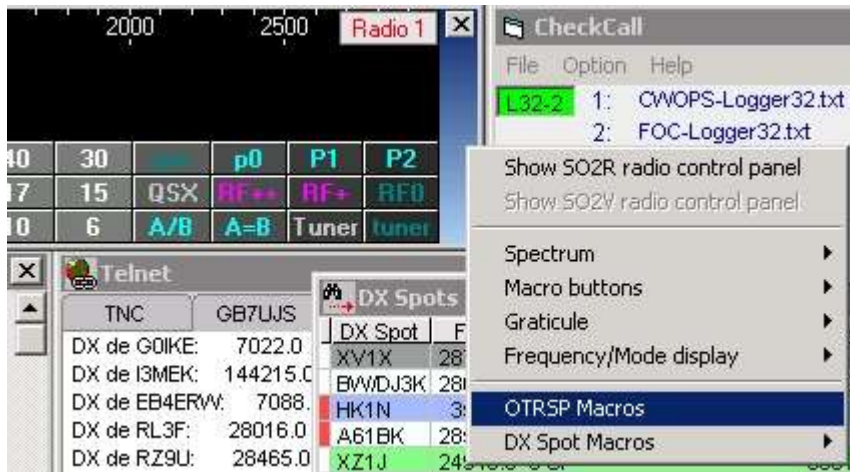 2000 2500 Radio 1
CheckCall
File Option Help
L32-2 1: CWOPS-Logger32.txt
2: FOC-Logger32.txt
40 30 p0 P1 P2
17 15 QSX RF++ RF+ RF0
10 6 A/B A=B Tuner tuner
Show SO2R radio control panel
Show SO2V radio control panel
Spectrum
Macro buttons
Graticule
Frequency/Mode display
OTRSP Macros
DX Spot Macros
Telnet
TNC GB7UJS
DX de G0IKE: 7022.0
DX de I3MEK: 144215.0
DX de EB4ERW: 7088.
DX de RL3F: 28016.0
DX de RZ9U: 28465.0
DX Spots
DX Spot F
XV1X 28
BW/DJ3K 28
HK1N 3
A61BK 28
XZ1J